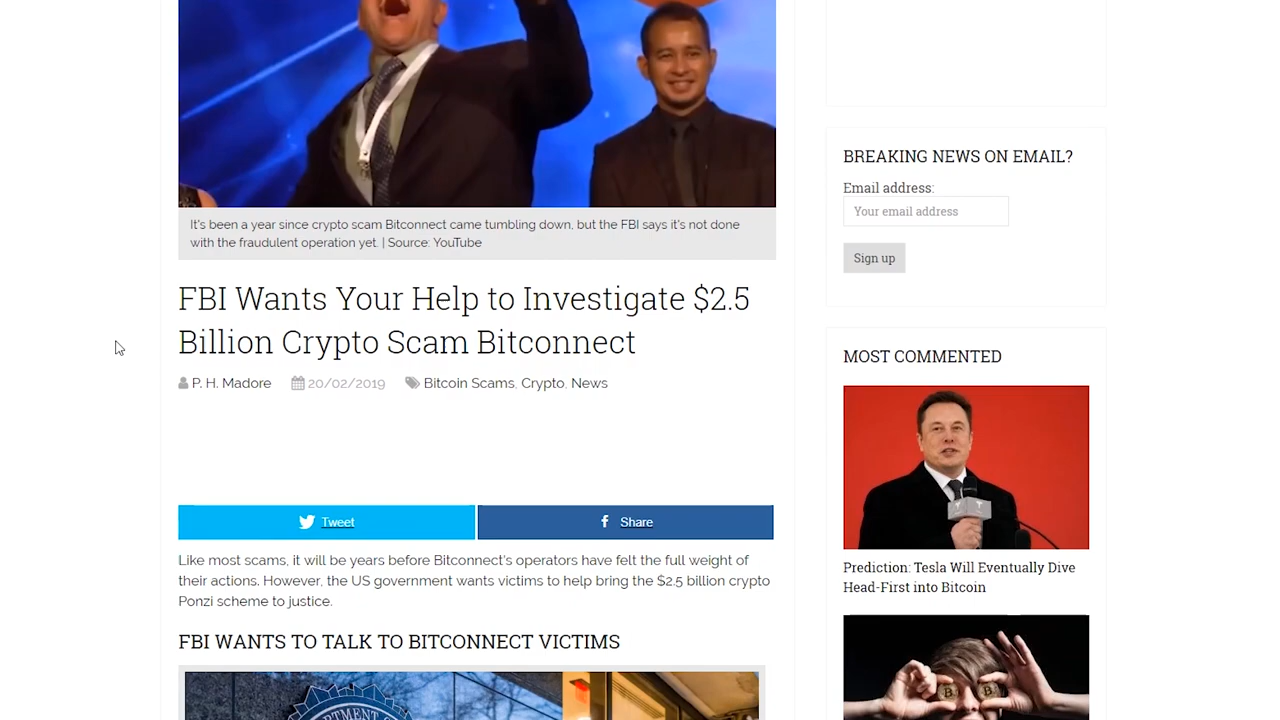 It's been a year since crypto scam Bitconnect came tumbling down, but the FBI says it's not done
with the fraudulent operation yet. | Source: YouTube
FBI Wants Your Help to Investigate $2.5
Billion Crypto Scam Bitconnect
P. H. Madore 20/02/2019 Bitcoin Scams, Crypto, News
Tweet
Share
Like most scams, it will be years before Bitconnect's operators have felt the full weight of
their actions. However, the US government wants victims to help bring the $2.5 billion crypto
Ponzi scheme to justice.
FBI WANTS TO TALK TO BITCONNECT VICTIMS
BREAKING NEWS ON EMAIL?
Email address:
Your email address
Sign up
MOST COMMENTED
Prediction: Tesla Will Eventually Dive
Head-First into Bitcoin